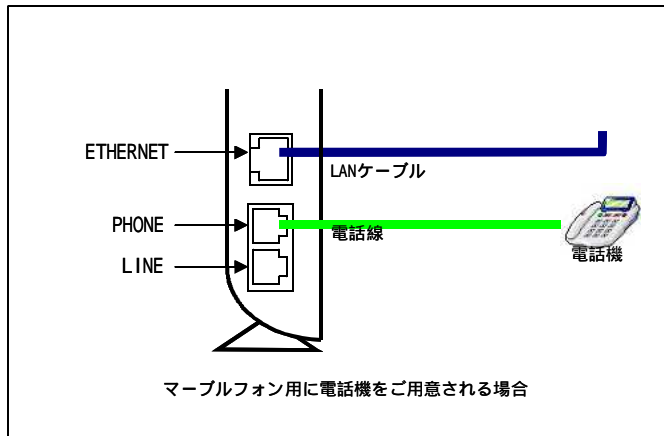 ETHERNET
LANケーブル
PHONE
電話線
電話機
LINE
マーブルフォン用に電話機をご用意される場合